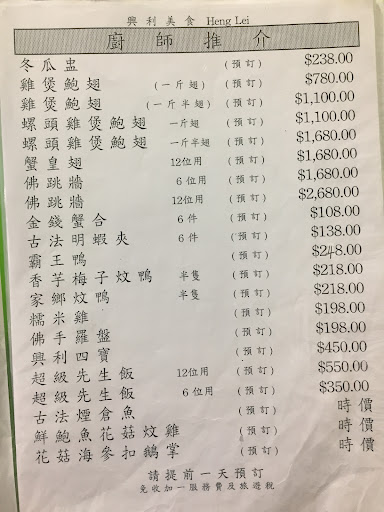 興利美食 Heng Lei
廚師推介
冬瓜盅 (預訂) $238.00
雞煲鮑翅 (一斤翅) (預訂) $780.00
雞煲鮑翅 (一斤半翅) (預訂) $1,100.00
螺頭雞煲鮑翅 一斤翅 (預訂) $1,100.00
螺頭雞煲鮑翅 一斤半翅 (預訂) $1,680.00
蟹皇翅 12位用 (預訂) $1,680.00
佛跳牆 6位用 (預訂) $1,680.00
佛跳牆 12位用 (預訂) $2,680.00
金錢蟹合 6件 (預訂) $108.00
古法明蝦夾 6件 (預訂) $138.00
霸王鴨 (預訂) $248.00
香芋梅子炆鴨 半隻 (預訂) $218.00
家鄉炆鴨 半隻 (預訂) $218.00
糯米雞 (預訂) $198.00
佛手羅盤 (預訂) $198.00
興利四寶 (預訂) $450.00
超級先生飯 12位用 (預訂) $550.00
超級先生飯 6位用 (預訂) $350.00
古法煙倉魚 (預訂) 時價
鮮鮑魚花菇炆雞 (預訂) 時價
花菇海參扣鵝掌 (預訂) 時價
請提前一天預訂
免收加一服務費及旅遊稅